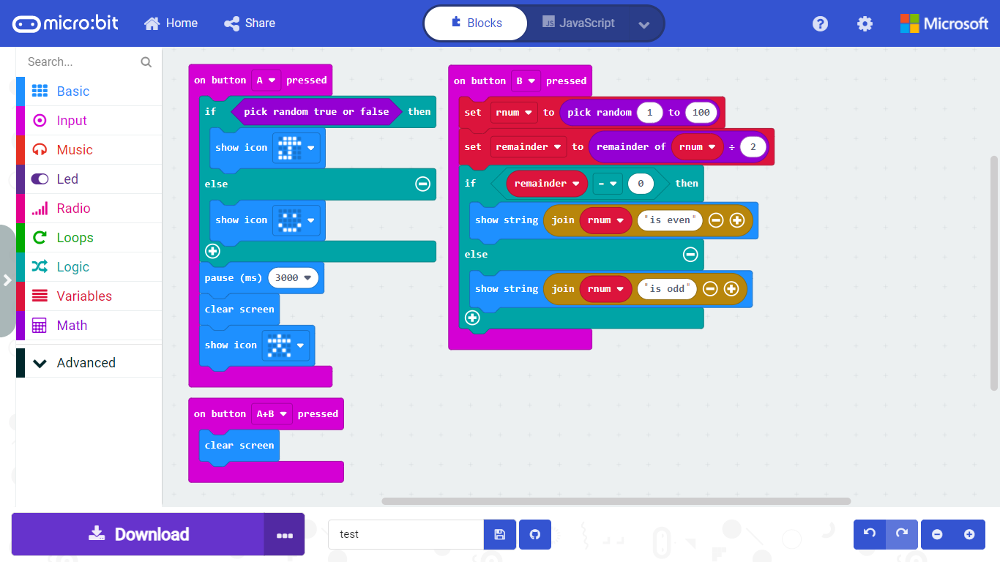 micro:bit Home Share Blocks JS JavaScript ? Microsoft
Search...
Basic
Input
Music
Led
Radio
Loops
Logic
Variables
Math
Advanced
on button A pressed
if pick random true or false then
show icon
else
show icon
pause (ms) 3000
clear screen
show icon
on button A+B pressed
clear screen
on button B pressed
set rnum to pick random 1 to 100
set remainder to remainder of rnum ÷ 2
if remainder = 0 then
show string join rnum "is even"
else
show string join rnum "is odd"
Download ... test